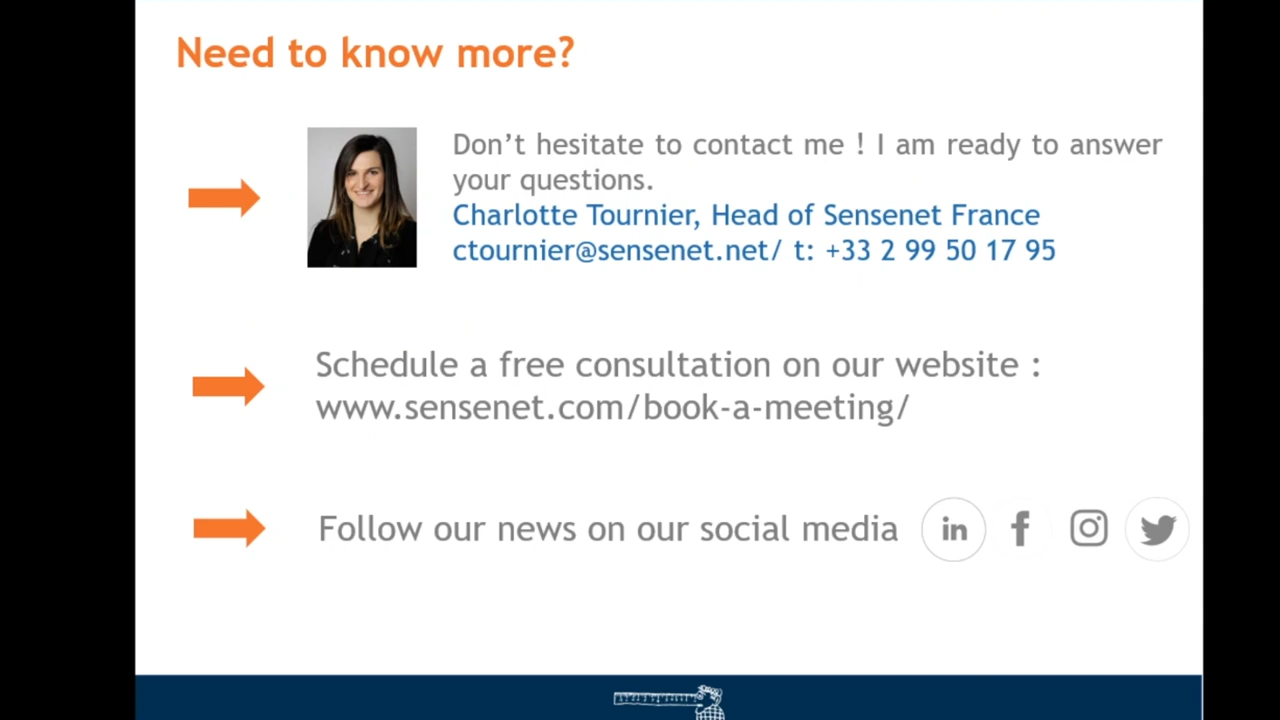 Need to know more?
Don’t hesitate to contact me ! I am ready to answer
your questions.
Charlotte Tournier, Head of Sensenet France
ctournier@sensenet.net/ t: +33 2 99 50 17 95
Schedule a free consultation on our website :
www.sensenet.com/book-a-meeting/
Follow our news on our social media
in